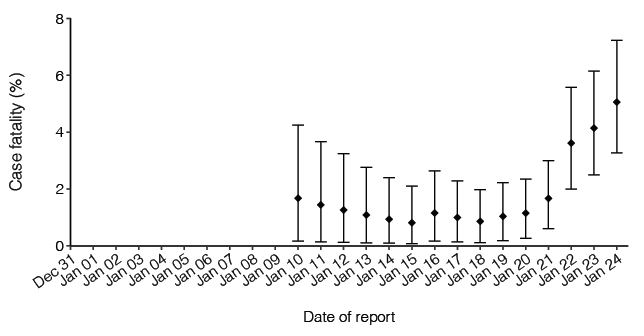 8
6
4
2
0
Case fatality (%)
Dec 31
Jan 01
Jan 02
Jan 03
Jan 04
Jan 05
Jan 06
Jan 07
Jan 08
Jan 09
Jan 10
Jan 11
Jan 12
Jan 13
Jan 14
Jan 15
Jan 16
Jan 17
Jan 18
Jan 19
Jan 20
Jan 21
Jan 22
Jan 23
Jan 24
Date of report